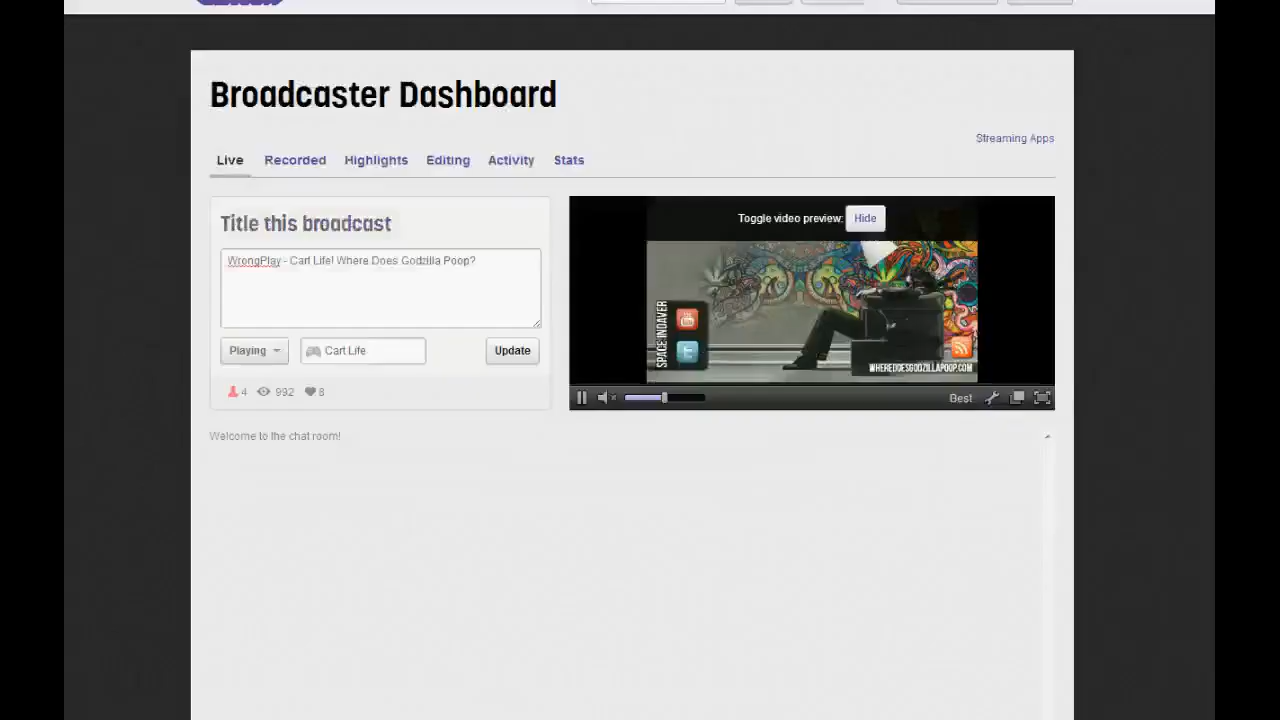 Broadcaster Dashboard
Streaming Apps
Live Recorded Highlights Editing Activity Stats
Title this broadcast
WrongPlay - Cart Life! Where Does Godzilla Poop?
Playing Cart Life Update
4 992 8
Toggle video preview: Hide
SPACEINDAVER
WHEREDOESGODZILLAPOOP.COM
Best
Welcome to the chat room!